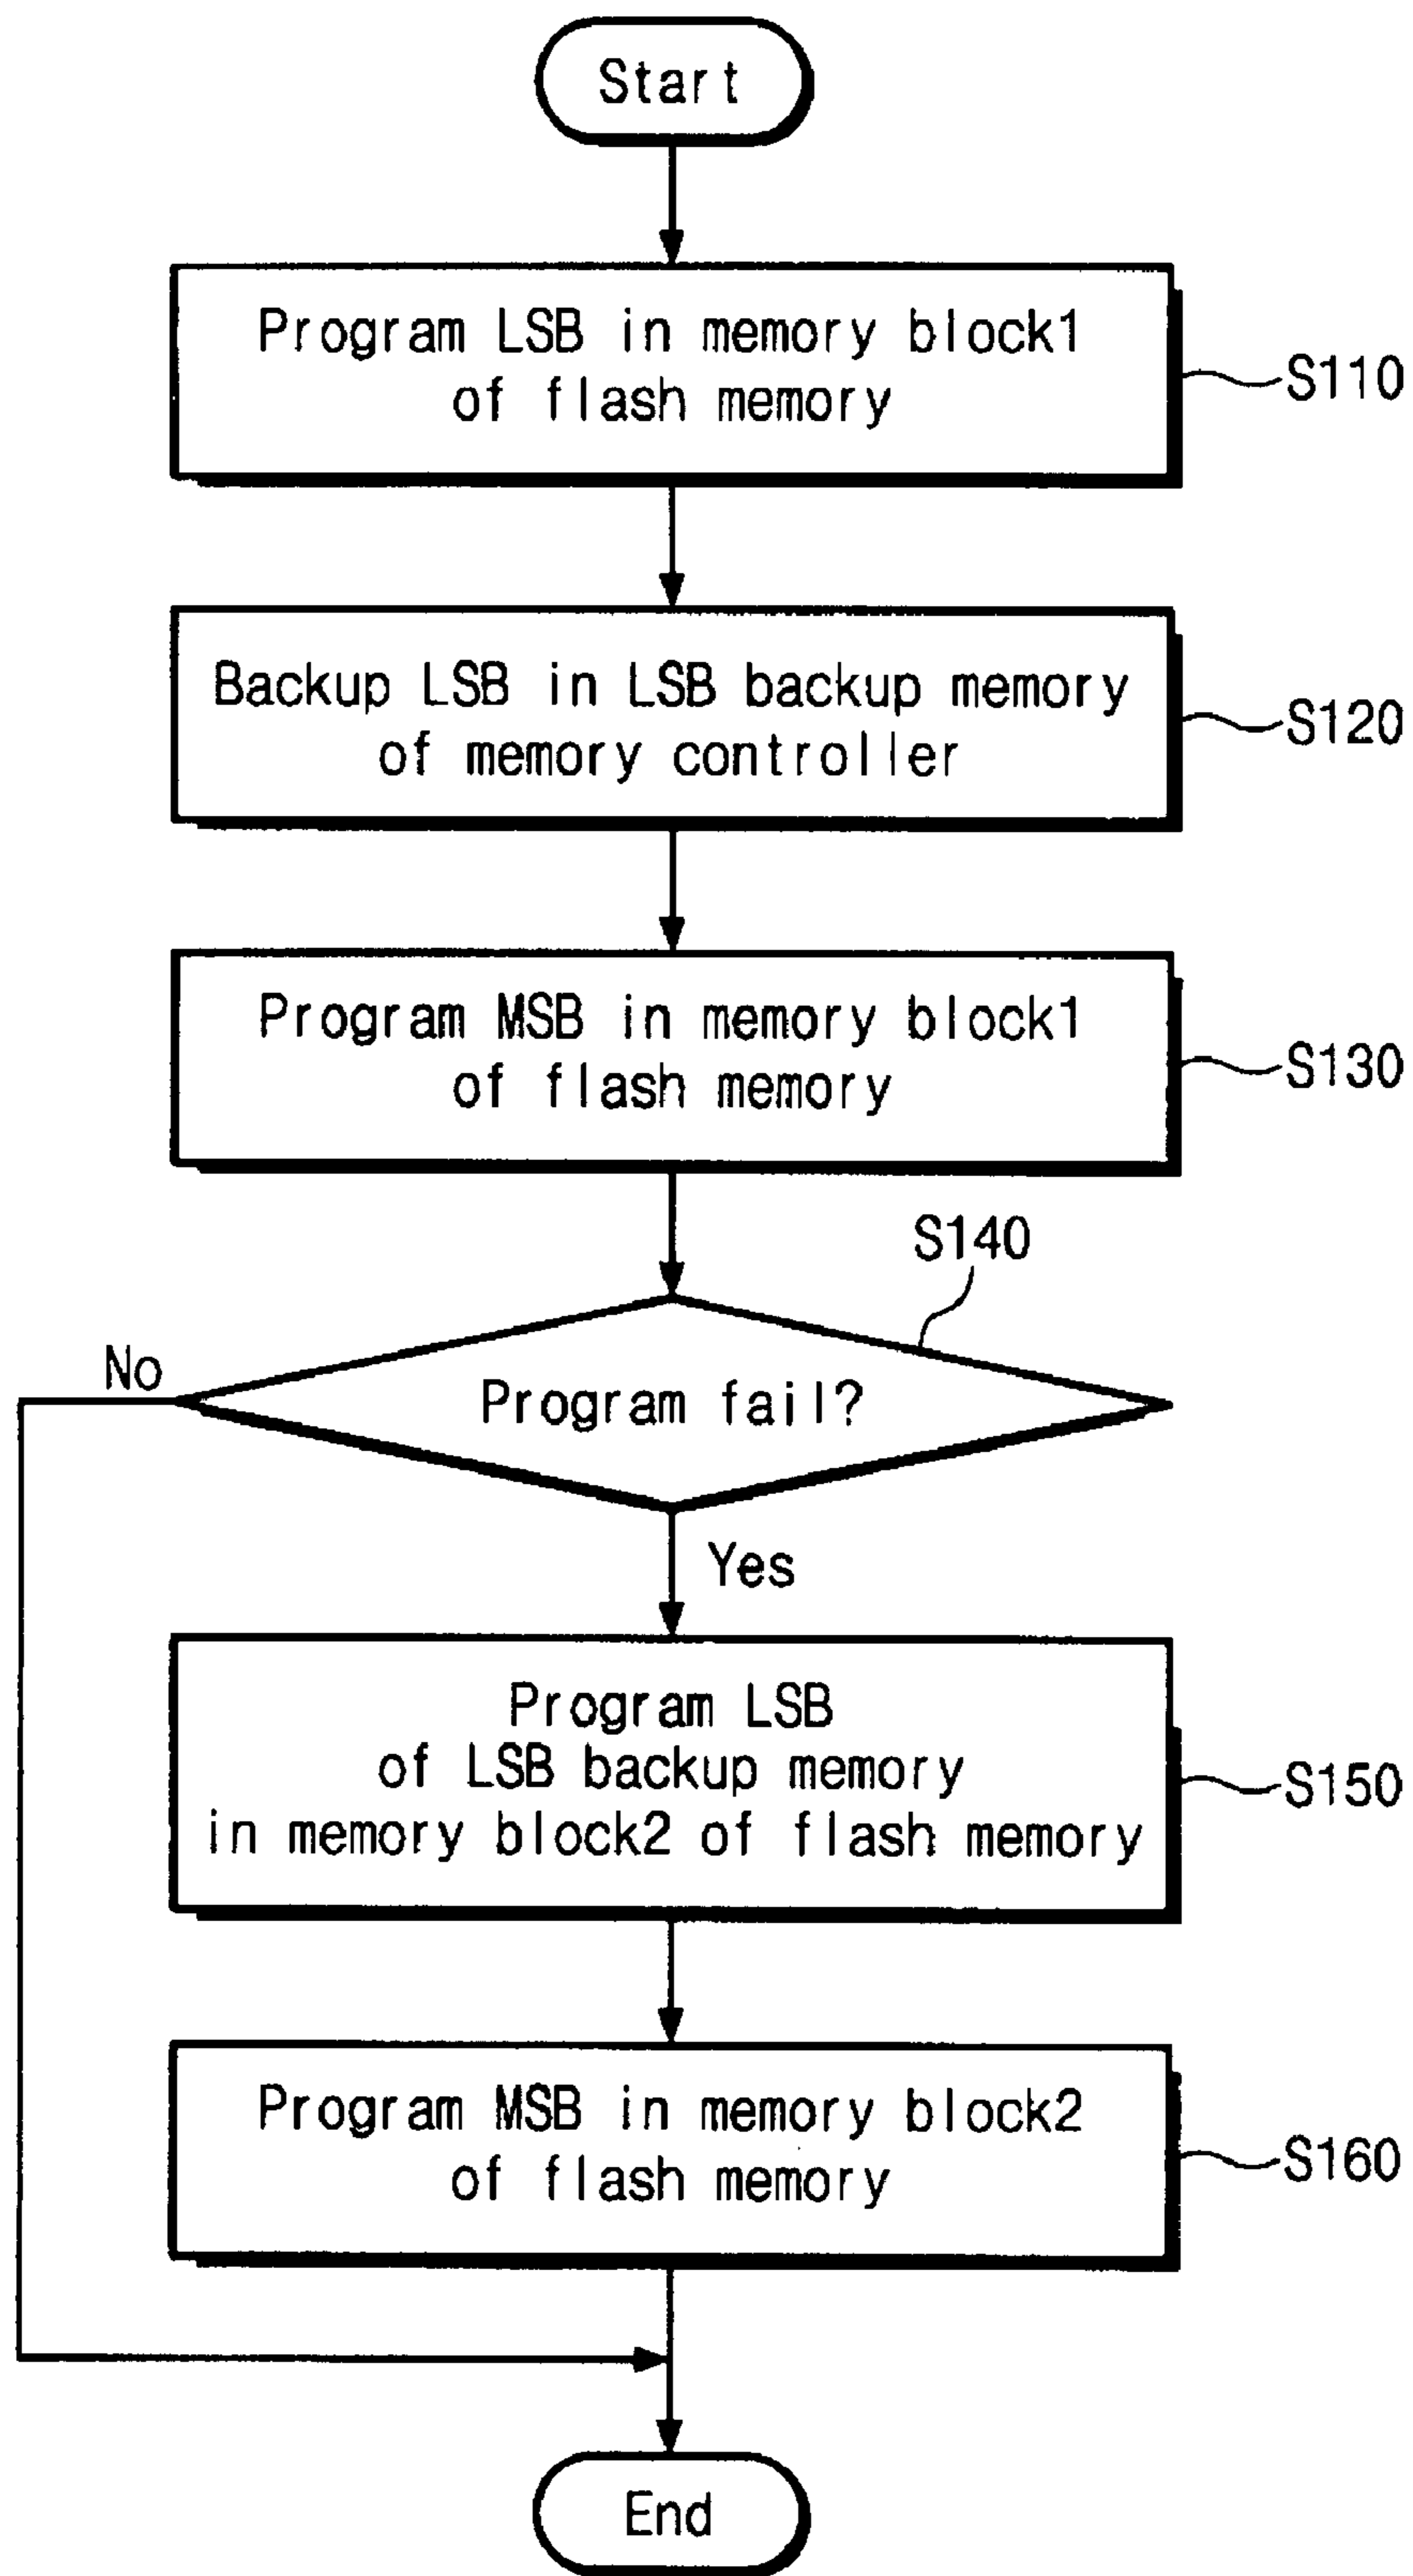 Start
Program LSB in memory block1
of flash memory
S110
Backup LSB in LSB backup memory
of memory controller
S120
Program MSB in memory block1
of flash memory
S130
S140
No
Program fail?
Yes
Program LSB
of LSB backup memory
in memory block2 of flash memory
S150
Program MSB in memory block2
of flash memory
S160
End